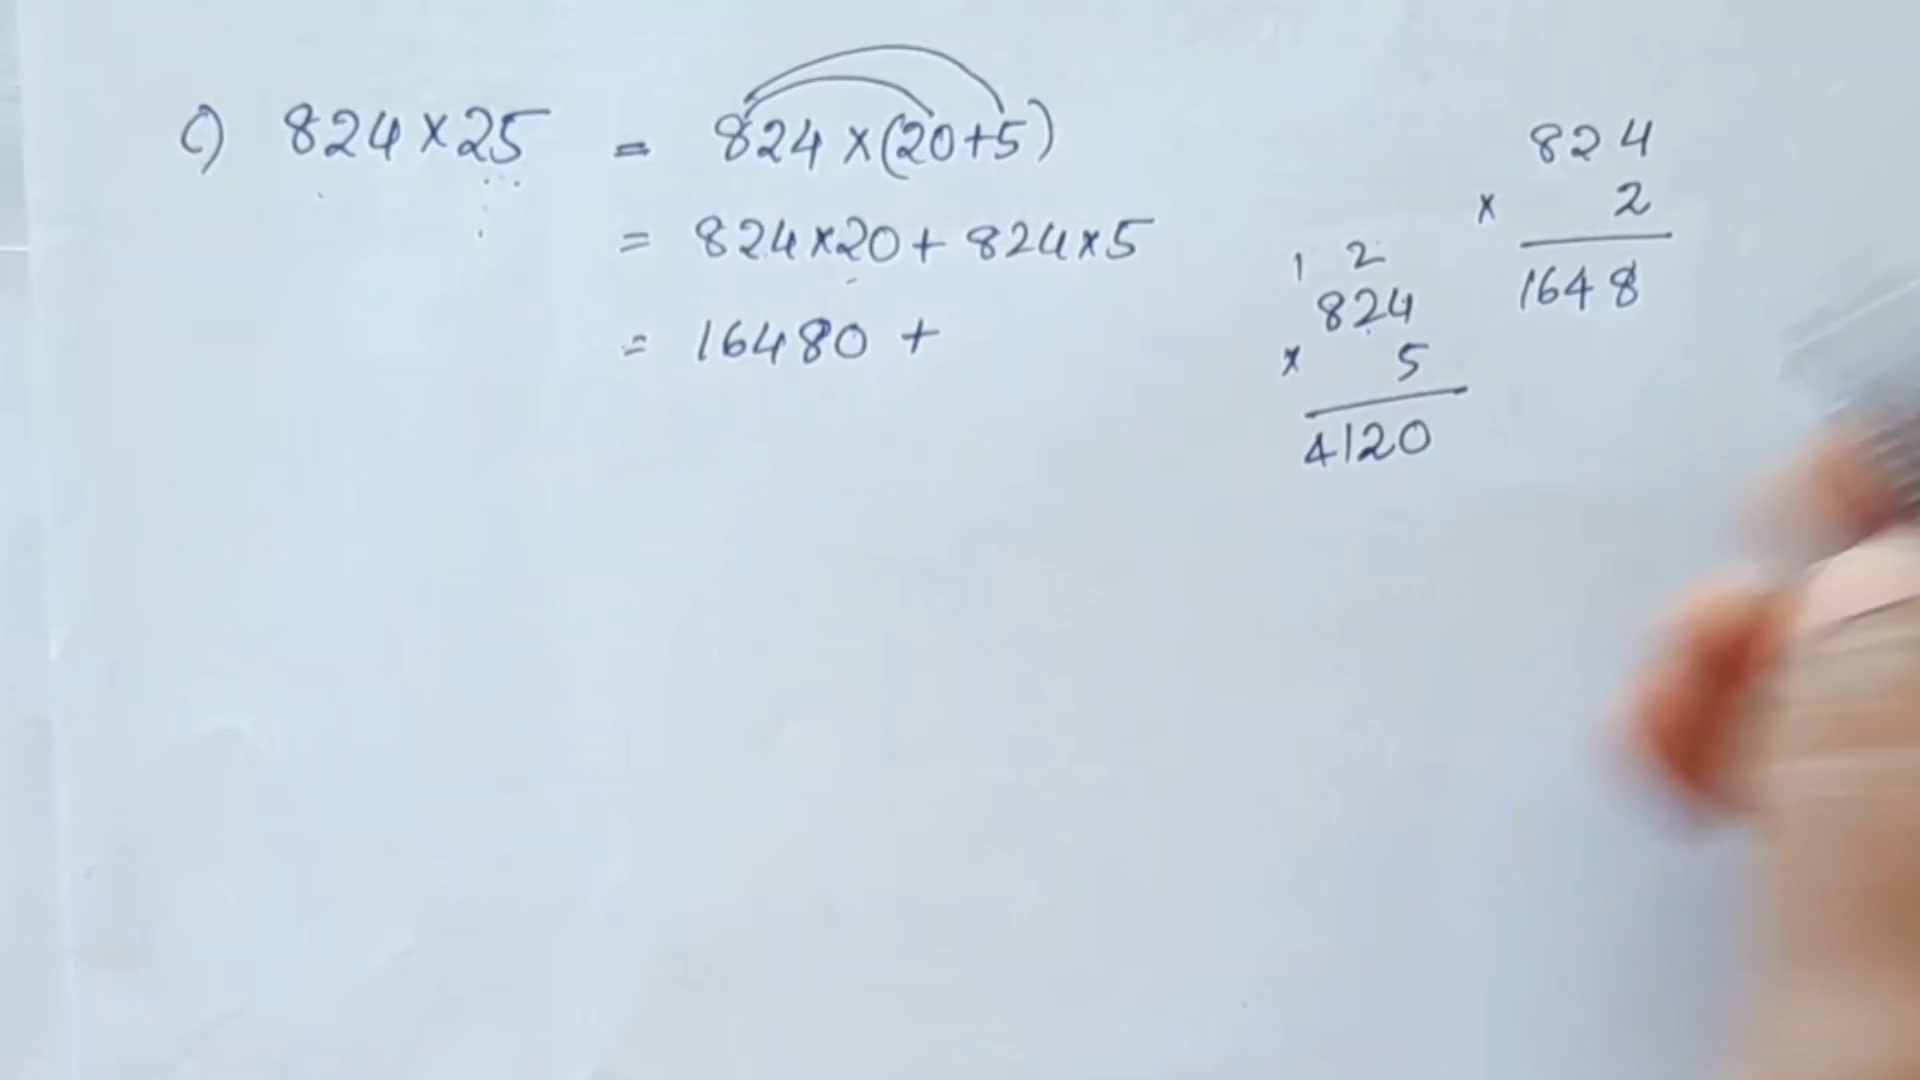 c) 824×25 = 824×(20+5)
= 824×20+ 824×5
= 16480 +
1 2
824
× 5
4120
824
× 2
1648